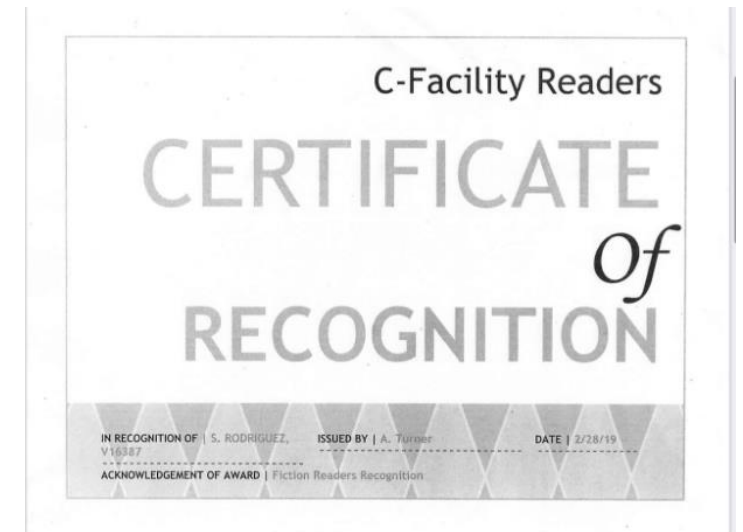 C-Facility Readers
CERTIFICATE
Of
RECOGNITION
IN RECOGNITION OF | S. RODRIGUEZ, V16387
ISSUED BY | A. Turner
DATE | 2/28/19
ACKNOWLEDGEMENT OF AWARD | Fiction Readers Recognition